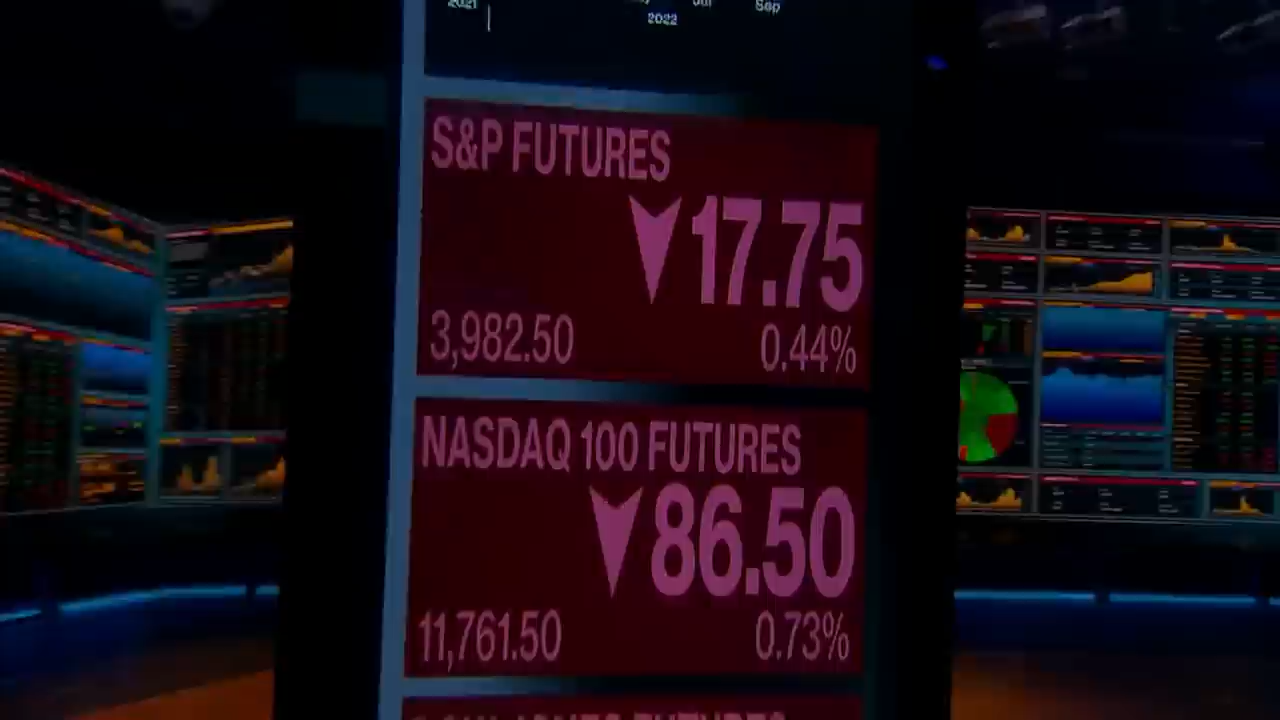 2021
Jul
Sep
2022
S&P FUTURES
17.75
3,982.50
0.44%
NASDAQ 100 FUTURES
86.50
11,761.50
0.73%